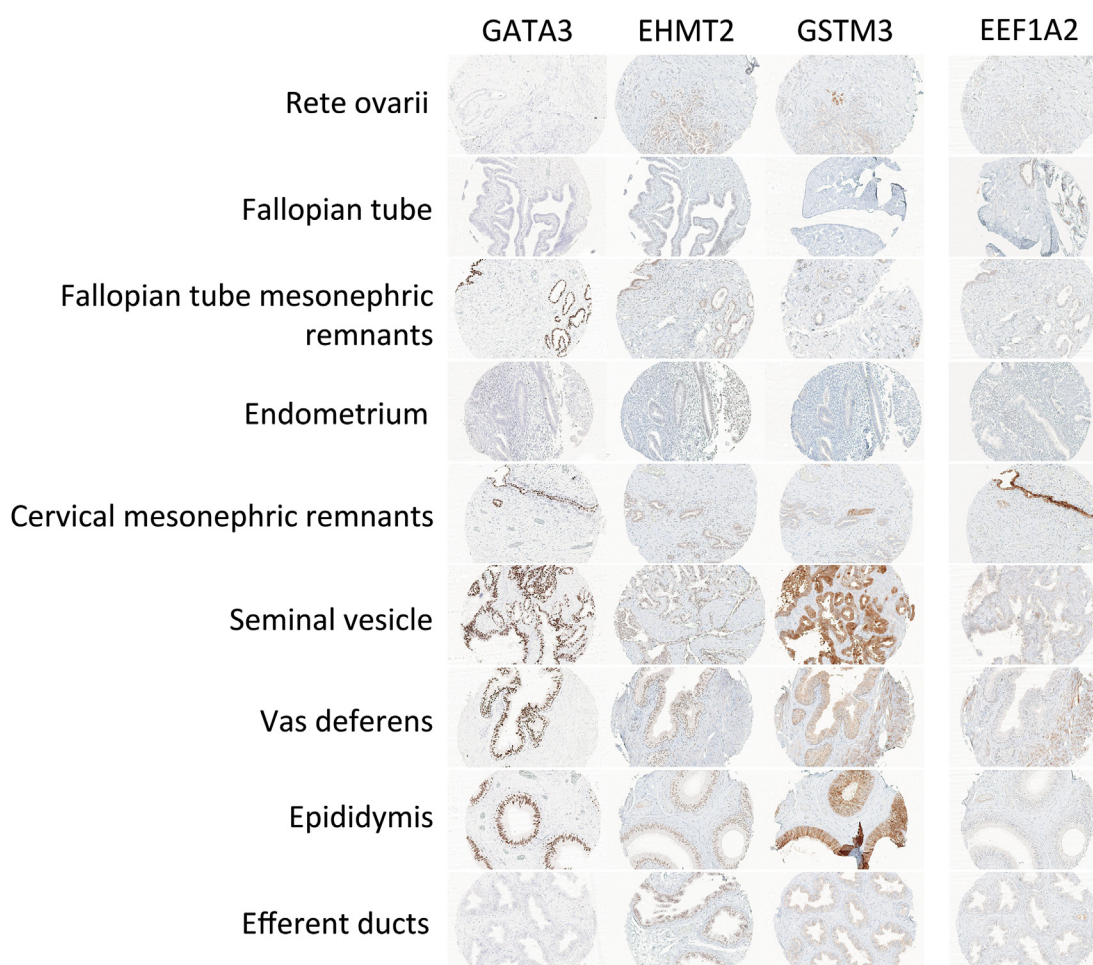 GATA3 EHMT2 GSTM3 EEF1A2
Rete ovarii
Fallopian tube
Fallopian tube mesonephric
remnants
Endometrium
Cervical mesonephric remnants
Seminal vesicle
Vas deferens
Epididymis
Efferent ducts